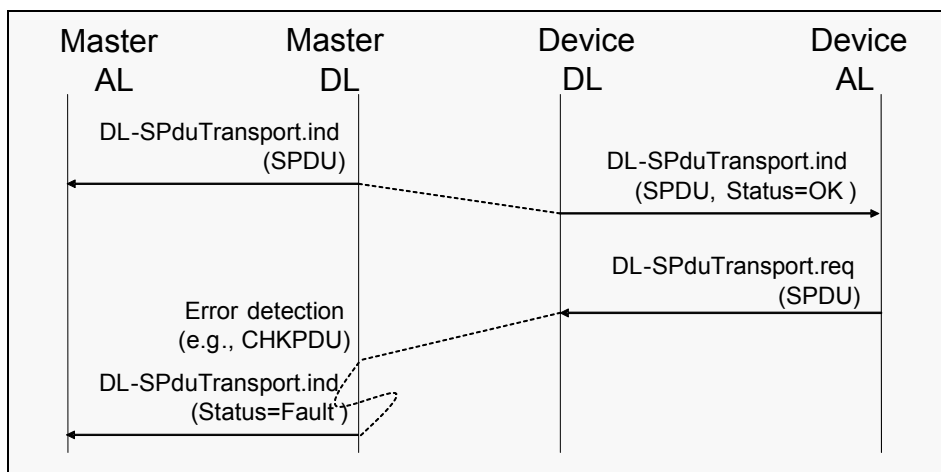 Master
AL
Master
DL
Device
DL
Device
AL
DL-SPduTransport.ind
(SPDU)
DL-SPduTransport.ind
(SPDU, Status=OK )
DL-SPduTransport.req
(SPDU)
Error detection
(e.g., CHKPDU)
DL-SPduTransport.ind
(Status=Fault )